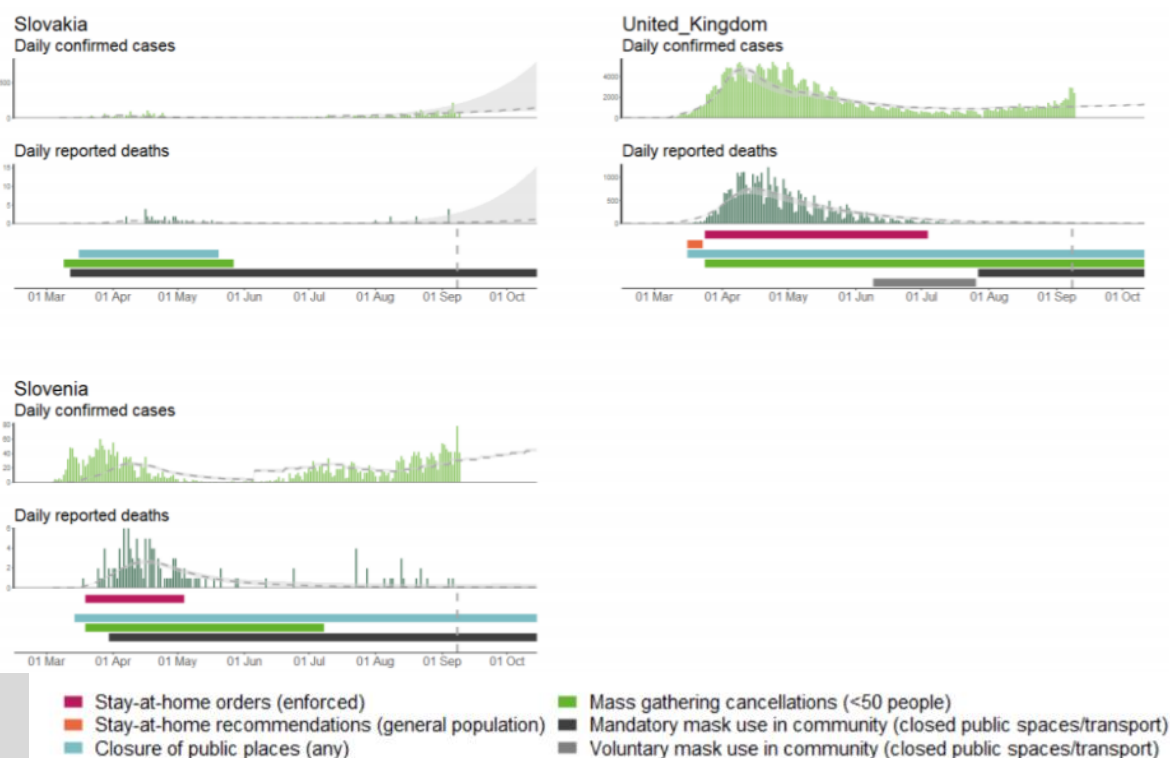 Slovakia
Daily confirmed cases
0
Daily reported deaths
15
10
5
0
01 Mar 01 Apr 01 May 01 Jun 01 Jul 01 Aug 01 Sep 01 Oct
United_Kingdom
Daily confirmed cases
4000
2000
0
Daily reported deaths
1000
500
0
01 Mar 01 Apr 01 May 01 Jun 01 Jul 01 Aug 01 Sep 01 Oct
Slovenia
Daily confirmed cases
80
60
40
20
0
Daily reported deaths
6
4
2
0
01 Mar 01 Apr 01 May 01 Jun 01 Jul 01 Aug 01 Sep 01 Oct
Stay-at-home orders (enforced)
Stay-at-home recommendations (general population)
Closure of public places (any)
Mass gathering cancellations (<50 people)
Mandatory mask use in community (closed public spaces/transport)
Voluntary mask use in community (closed public spaces/transport)